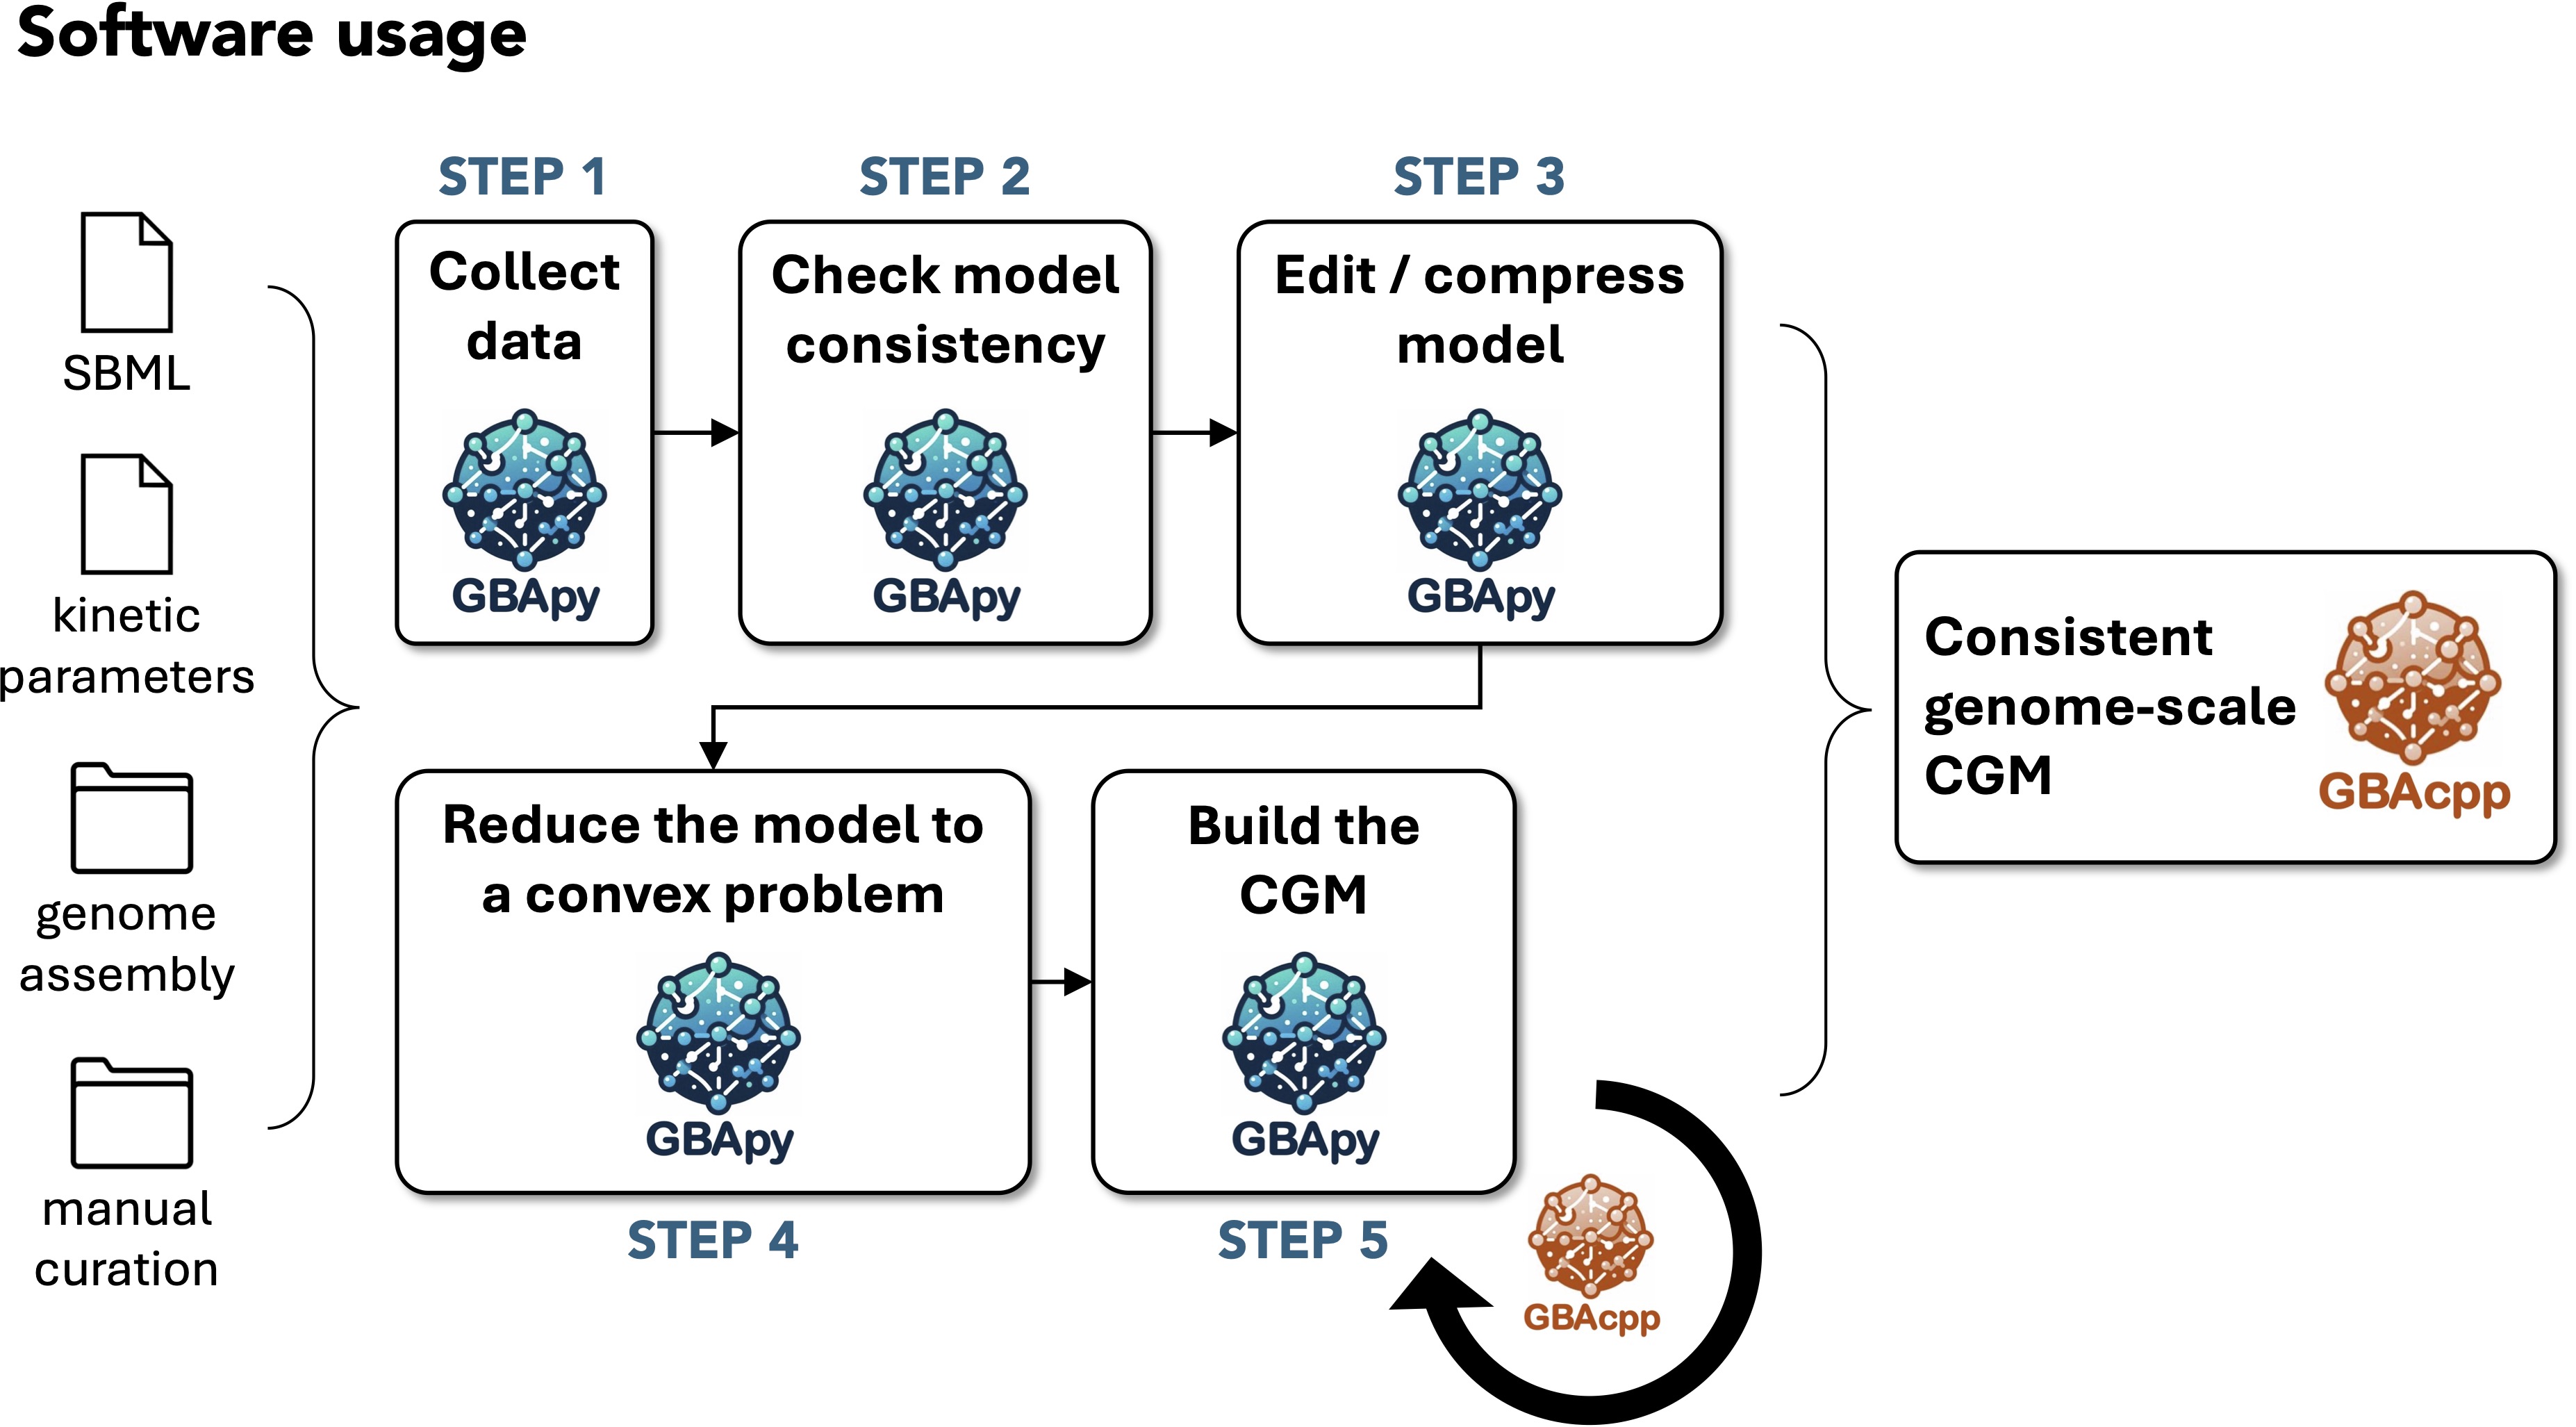 Software usage
SBML
kinetic
parameters
genome
assembly
manual
curation
STEP 1
Collect
data
GBApy
STEP 2
Check model
consistency
GBApy
STEP 3
Edit / compress
model
GBApy
Reduce the model to
a convex problem
GBApy
STEP 4
Build the
CGM
GBApy
STEP 5
GBAcpp
Consistent
genome-scale
CGM
GBAcpp